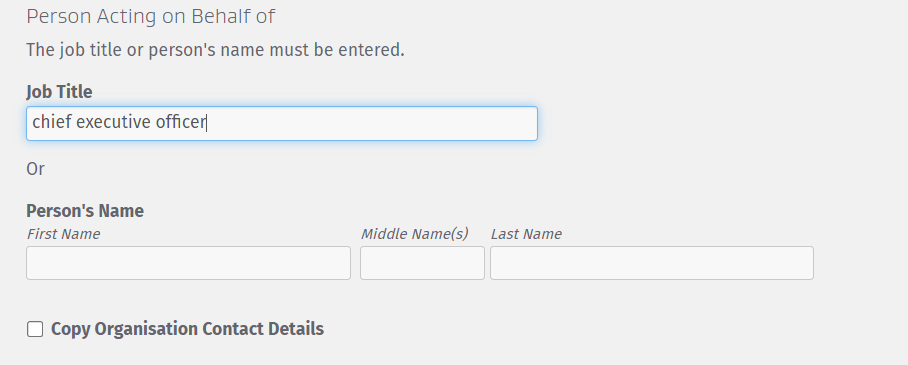 Person Acting on Behalf of
The job title or person's name must be entered.
Job Title
chief executive officer
Or
Person's Name
First Name Middle Name(s) Last Name
Copy Organisation Contact Details